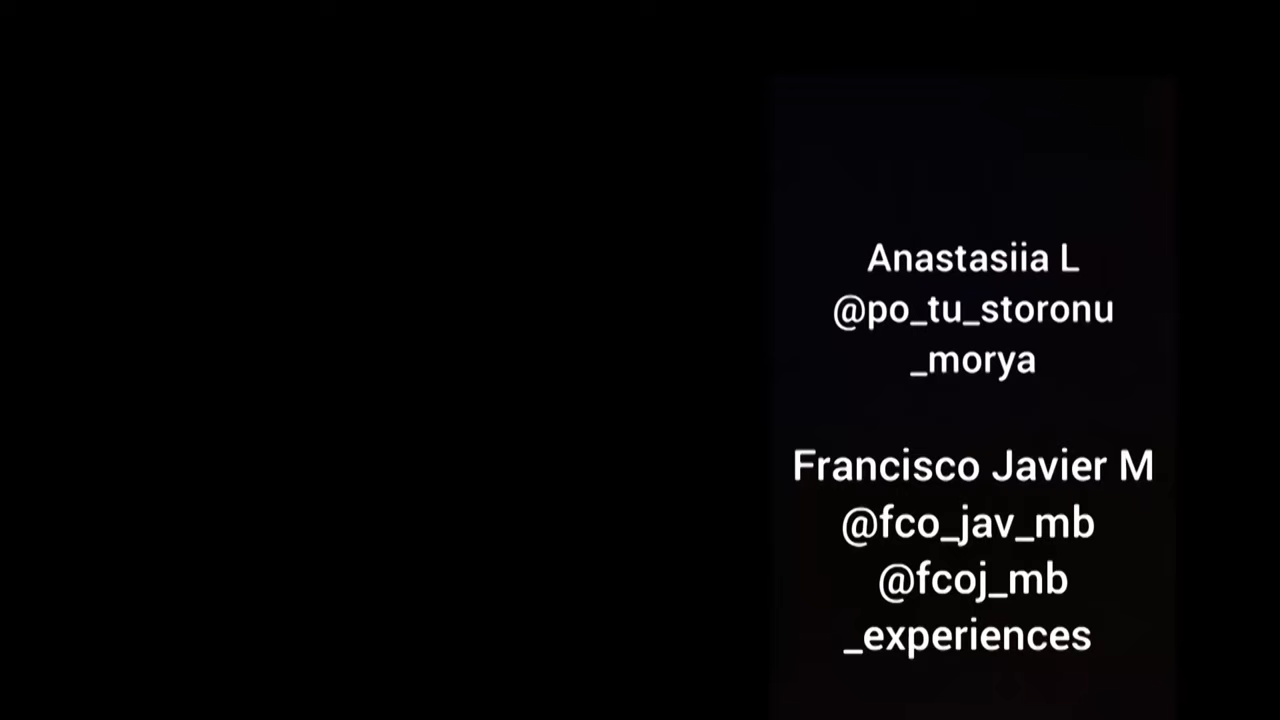 Anastasiia L
@po_tu_storonu
_morya
Francisco Javier M
@fco_jav_mb
@fcoj_mb
_experiences